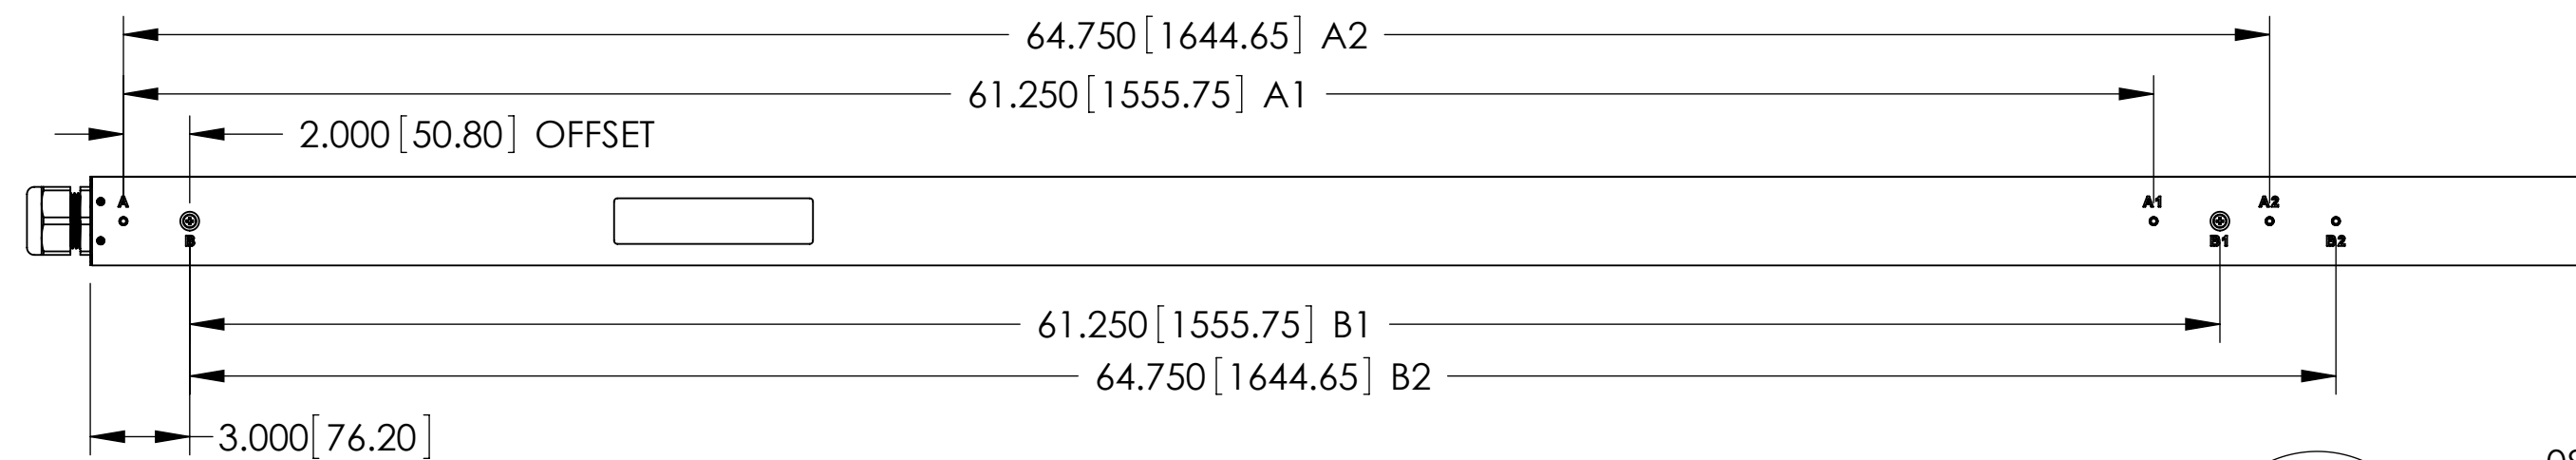 64.750[1644.65] A2
61.250[1555.75] A1
2.000[50.80] OFFSET
A
A1
A2
B
B1
B2
61.250[1555.75] B1
64.750[1644.65] B2
3.000[76.20]